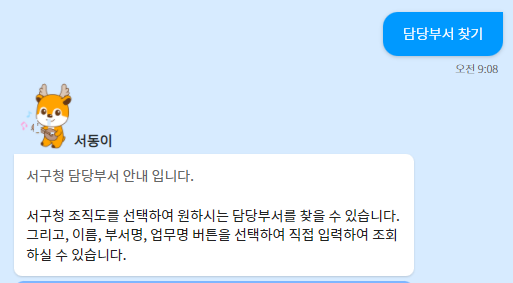 담당부서 찾기
오전 9:08
서동이
서구청 담당부서 안내 입니다.
서구청 조직도를 선택하여 원하시는 담당부서를 찾을 수 있습니다.
그리고, 이름, 부서명, 업무명 버튼을 선택하여 직접 입력하여 조회
하실 수 있습니다.